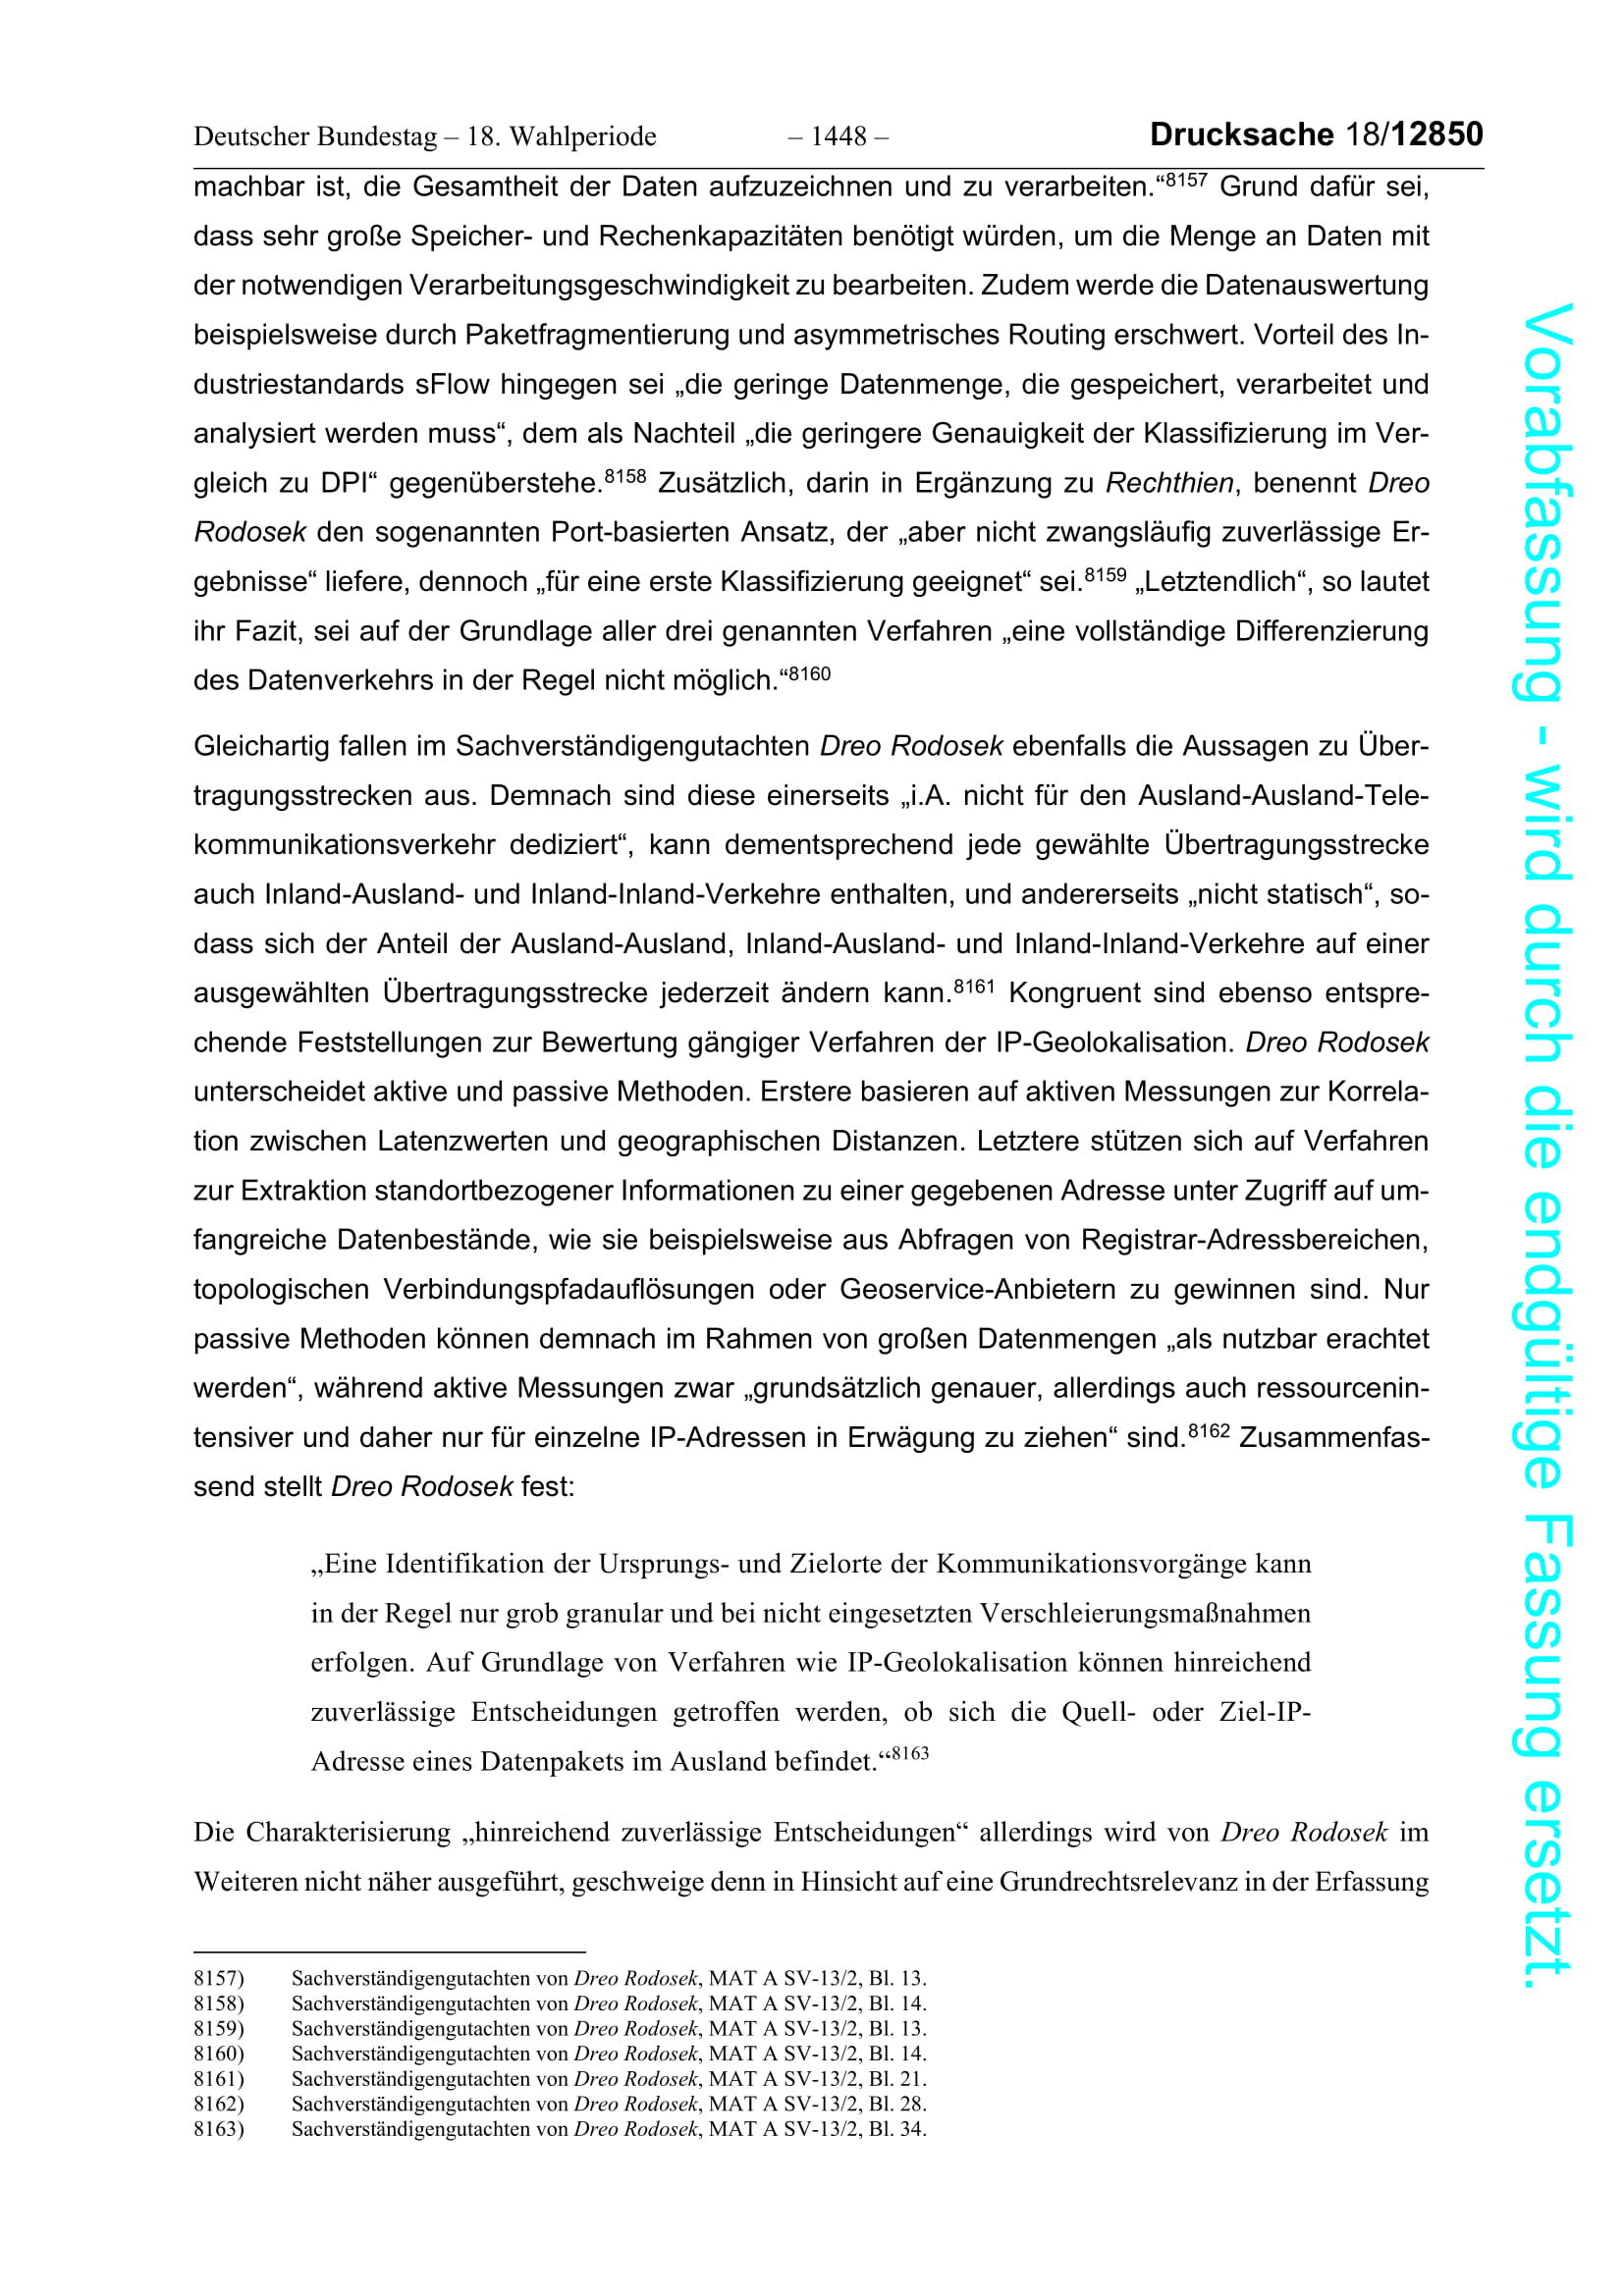 Deutscher Bundestag – 18. Wahlperiode – 1448 – Drucksache 18/12850
machbar ist, die Gesamtheit der Daten aufzuzeichnen und zu verarbeiten.“8157 Grund dafür sei,
dass sehr große Speicher- und Rechenkapazitäten benötigt würden, um die Menge an Daten mit
der notwendigen Verarbeitungsgeschwindigkeit zu bearbeiten. Zudem werde die Datenauswertung
beispielsweise durch Paketfragmentierung und asymmetrisches Routing erschwert. Vorteil des In-
dustriestandards sFlow hingegen sei „die geringe Datenmenge, die gespeichert, verarbeitet und
analysiert werden muss“, dem als Nachteil „die geringere Genauigkeit der Klassifizierung im Ver-
gleich zu DPI“ gegenüberstehe.8158 Zusätzlich, darin in Ergänzung zu Rechthien, benennt Dreo
Rodosek den sogenannten Port-basierten Ansatz, der „aber nicht zwangsläufig zuverlässige Er-
gebnisse“ liefere, dennoch „für eine erste Klassifizierung geeignet“ sei.8159 „Letztendlich“, so lautet
ihr Fazit, sei auf der Grundlage aller drei genannten Verfahren „eine vollständige Differenzierung
des Datenverkehrs in der Regel nicht möglich.“8160
Gleichartig fallen im Sachverständigengutachten Dreo Rodosek ebenfalls die Aussagen zu Über-
tragungsstrecken aus. Demnach sind diese einerseits „i.A. nicht für den Ausland-Ausland-Tele-
kommunikationsverkehr dediziert“, kann dementsprechend jede gewählte Übertragungsstrecke
auch Inland-Ausland- und Inland-Inland-Verkehre enthalten, und andererseits „nicht statisch“, so-
dass sich der Anteil der Ausland-Ausland, Inland-Ausland- und Inland-Inland-Verkehre auf einer
ausgewählten Übertragungsstrecke jederzeit ändern kann.8161 Kongruent sind ebenso entspre-
chende Feststellungen zur Bewertung gängiger Verfahren der IP-Geolokalisation. Dreo Rodosek
unterscheidet aktive und passive Methoden. Erstere basieren auf aktiven Messungen zur Korrela-
tion zwischen Latenzwerten und geographischen Distanzen. Letztere stützen sich auf Verfahren
zur Extraktion standortbezogener Informationen zu einer gegebenen Adresse unter Zugriff auf um-
fangreiche Datenbestände, wie sie beispielsweise aus Abfragen von Registrar-Adressbereichen,
topologischen Verbindungspfadauflösungen oder Geoservice-Anbietern zu gewinnen sind. Nur
passive Methoden können demnach im Rahmen von großen Datenmengen „als nutzbar erachtet
werden“, während aktive Messungen zwar „grundsätzlich genauer, allerdings auch ressourcenin-
tensiver und daher nur für einzelne IP-Adressen in Erwägung zu ziehen“ sind.8162 Zusammenfas-
send stellt Dreo Rodosek fest:
„Eine Identifikation der Ursprungs- und Zielorte der Kommunikationsvorgänge kann
in der Regel nur grob granular und bei nicht eingesetzten Verschleierungsmaßnahmen
erfolgen. Auf Grundlage von Verfahren wie IP-Geolokalisation können hinreichend
zuverlässige Entscheidungen getroffen werden, ob sich die Quell- oder Ziel-IP-
Adresse eines Datenpakets im Ausland befindet.“8163
Die Charakterisierung „hinreichend zuverlässige Entscheidungen“ allerdings wird von Dreo Rodosek im
Weiteren nicht näher ausgeführt, geschweige denn in Hinsicht auf eine Grundrechtsrelevanz in der Erfassung
8157) Sachverständigengutachten von Dreo Rodosek, MAT A SV-13/2, Bl. 13.
8158) Sachverständigengutachten von Dreo Rodosek, MAT A SV-13/2, Bl. 14.
8159) Sachverständigengutachten von Dreo Rodosek, MAT A SV-13/2, Bl. 13.
8160) Sachverständigengutachten von Dreo Rodosek, MAT A SV-13/2, Bl. 14.
8161) Sachverständigengutachten von Dreo Rodosek, MAT A SV-13/2, Bl. 21.
8162) Sachverständigengutachten von Dreo Rodosek, MAT A SV-13/2, Bl. 28.
8163) Sachverständigengutachten von Dreo Rodosek, MAT A SV-13/2, Bl. 34.
Vorabfassung - wird durch die endgültige Fassung ersetzt.